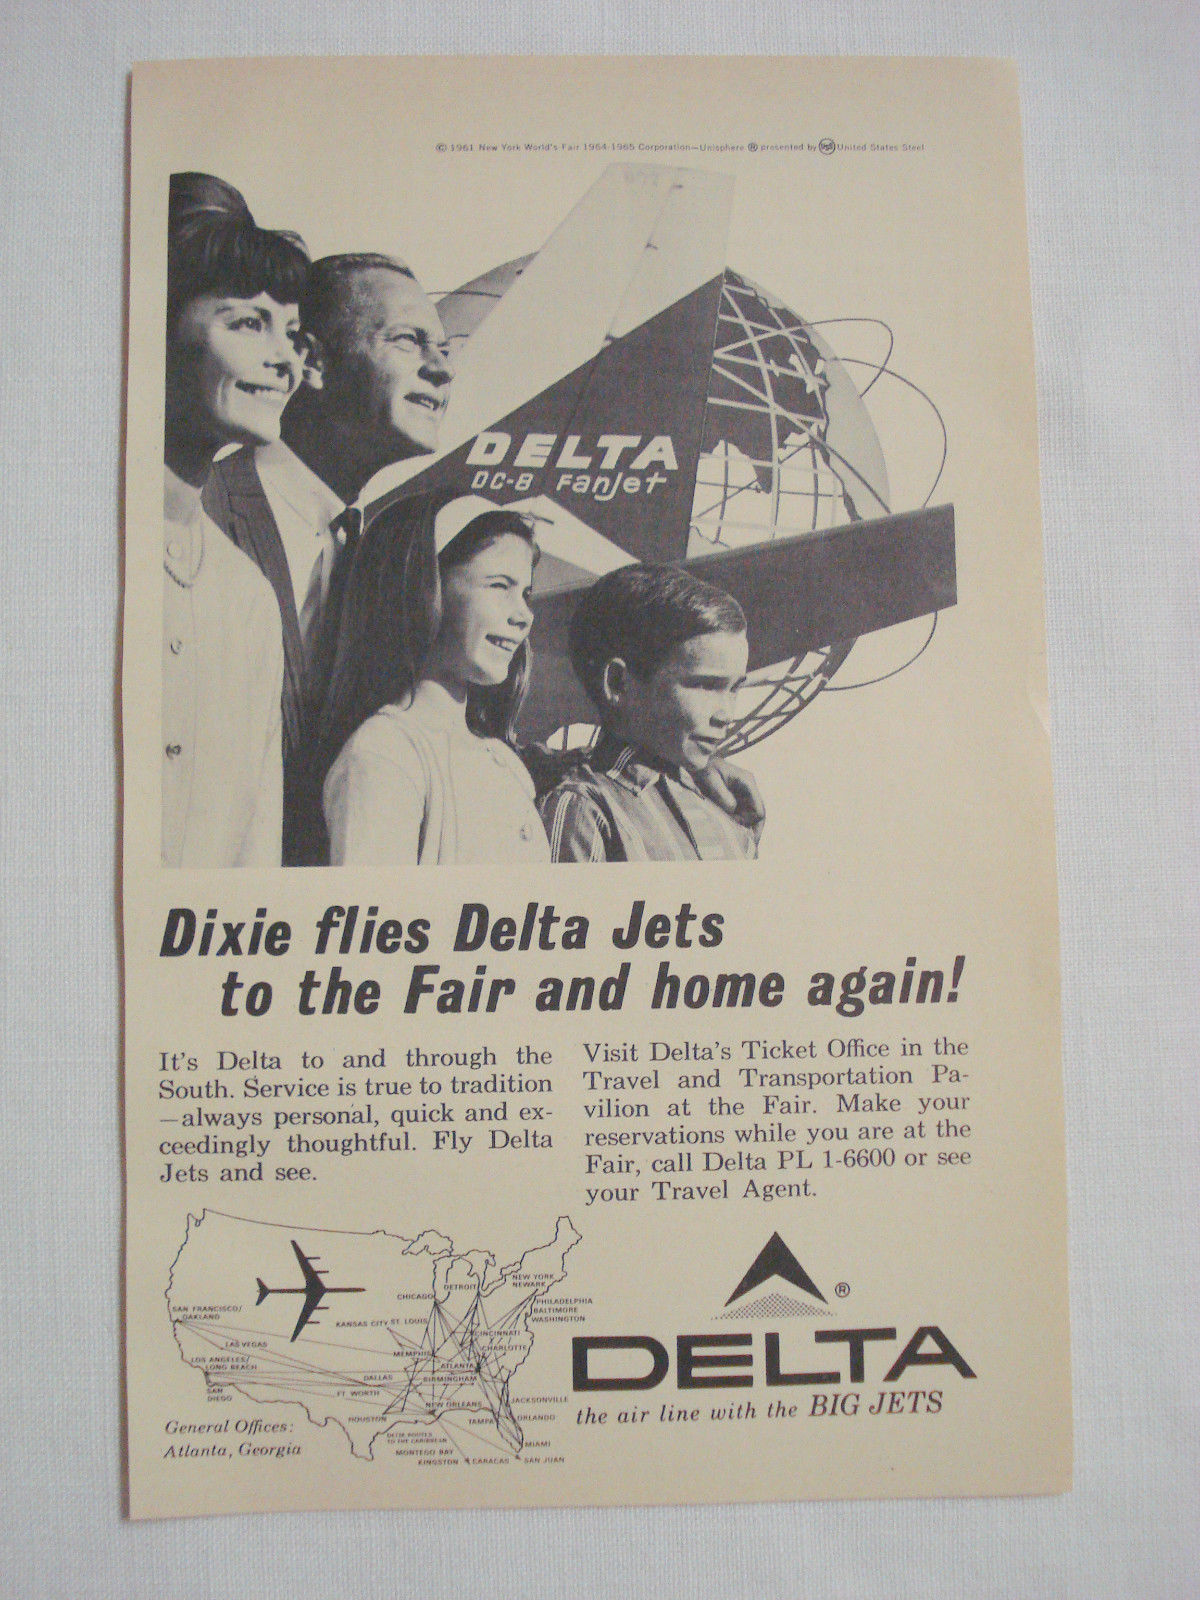 © 1961 New York World's Fair 1964-1965 Corporation—Unisphere ® presented by USS United States Steel
DELTA
DC-8 FanJet
Dixie flies Delta Jets
to the Fair and home again!
It's Delta to and through the
South. Service is true to tradition
—always personal, quick and ex-
ceedingly thoughtful. Fly Delta
Jets and see.
Visit Delta's Ticket Office in the
Travel and Transportation Pa-
vilion at the Fair. Make your
reservations while you are at the
Fair, call Delta PL 1-6600 or see
your Travel Agent.
NEW YORK
NEWARK
DETROIT
CHICAGO
PHILADELPHIA
BALTIMORE
WASHINGTON
SAN FRANCISCO/
OAKLAND
KANSAS CITY ST. LOUIS
CINCINNATI
LAS VEGAS
CHARLOTTE
MEMPHIS
LOS ANGELES/
LONG BEACH
ATLANTA
DALLAS
BIRMINGHAM
SAN
DIEGO
FT. WORTH
JACKSONVILLE
NEW ORLEANS
HOUSTON
TAMPA
ORLANDO
DELTA ROUTES
TO THE CARIBBEAN
MIAMI
MONTEGO BAY
KINGSTON
CARACAS
SAN JUAN
General Offices:
Atlanta, Georgia
®
DELTA
the air line with the BIG JETS